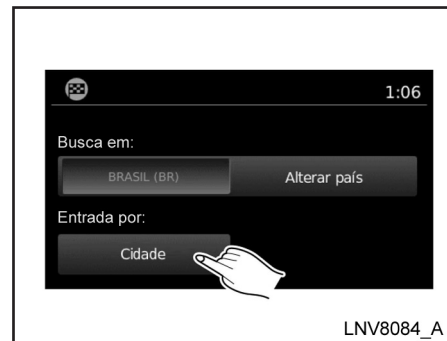 1:06
Busca em:
BRASIL (BR) Alterar país
Entrada por:
Cidade
LNV8084_A